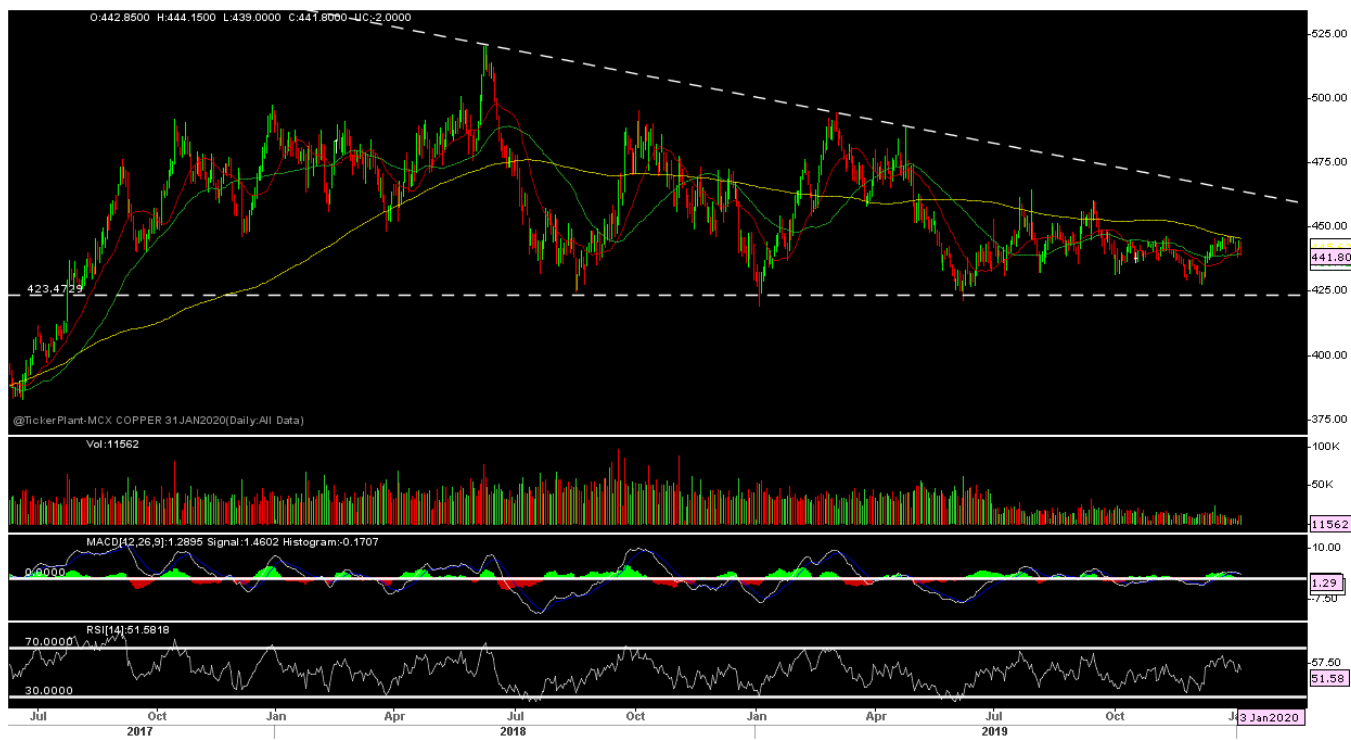 O:442.8500 H:444.1500 L:439.0000 C:441.8000 UC:-2.0000
525.00
500.00
475.00
450.00
441.80
425.00
400.00
375.00
423.4729
@TickerPlant-MCX COPPER 31JAN2020(Daily:All Data)
Vol:11562
100K
50K
11562
MACD[12,26,9]:1.2895 Signal:1.4602 Histogram:-0.1707
10.00
0.0000
1.29
-7.50
RSI[14]:51.5818
70.0000
57.50
51.58
30.0000
Jul Oct Jan Apr Jul Oct Jan Apr Jul Oct 3 Jan2020
2017 2018 2019